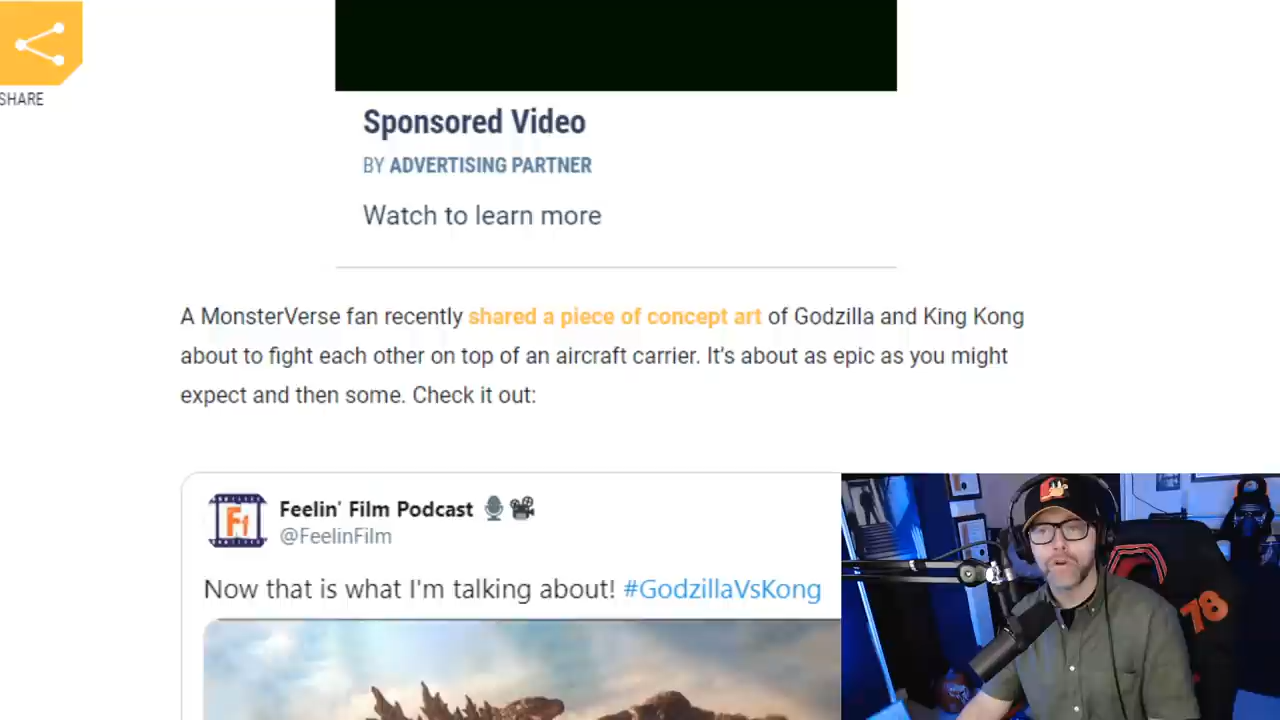 SHARE
Sponsored Video
BY ADVERTISING PARTNER
Watch to learn more
A MonsterVerse fan recently shared a piece of concept art of Godzilla and King Kong
about to fight each other on top of an aircraft carrier. It's about as epic as you might
expect and then some. Check it out:
Ff
Feelin' Film Podcast
@FeelinFilm
Now that is what I'm talking about! #GodzillaVsKong
78